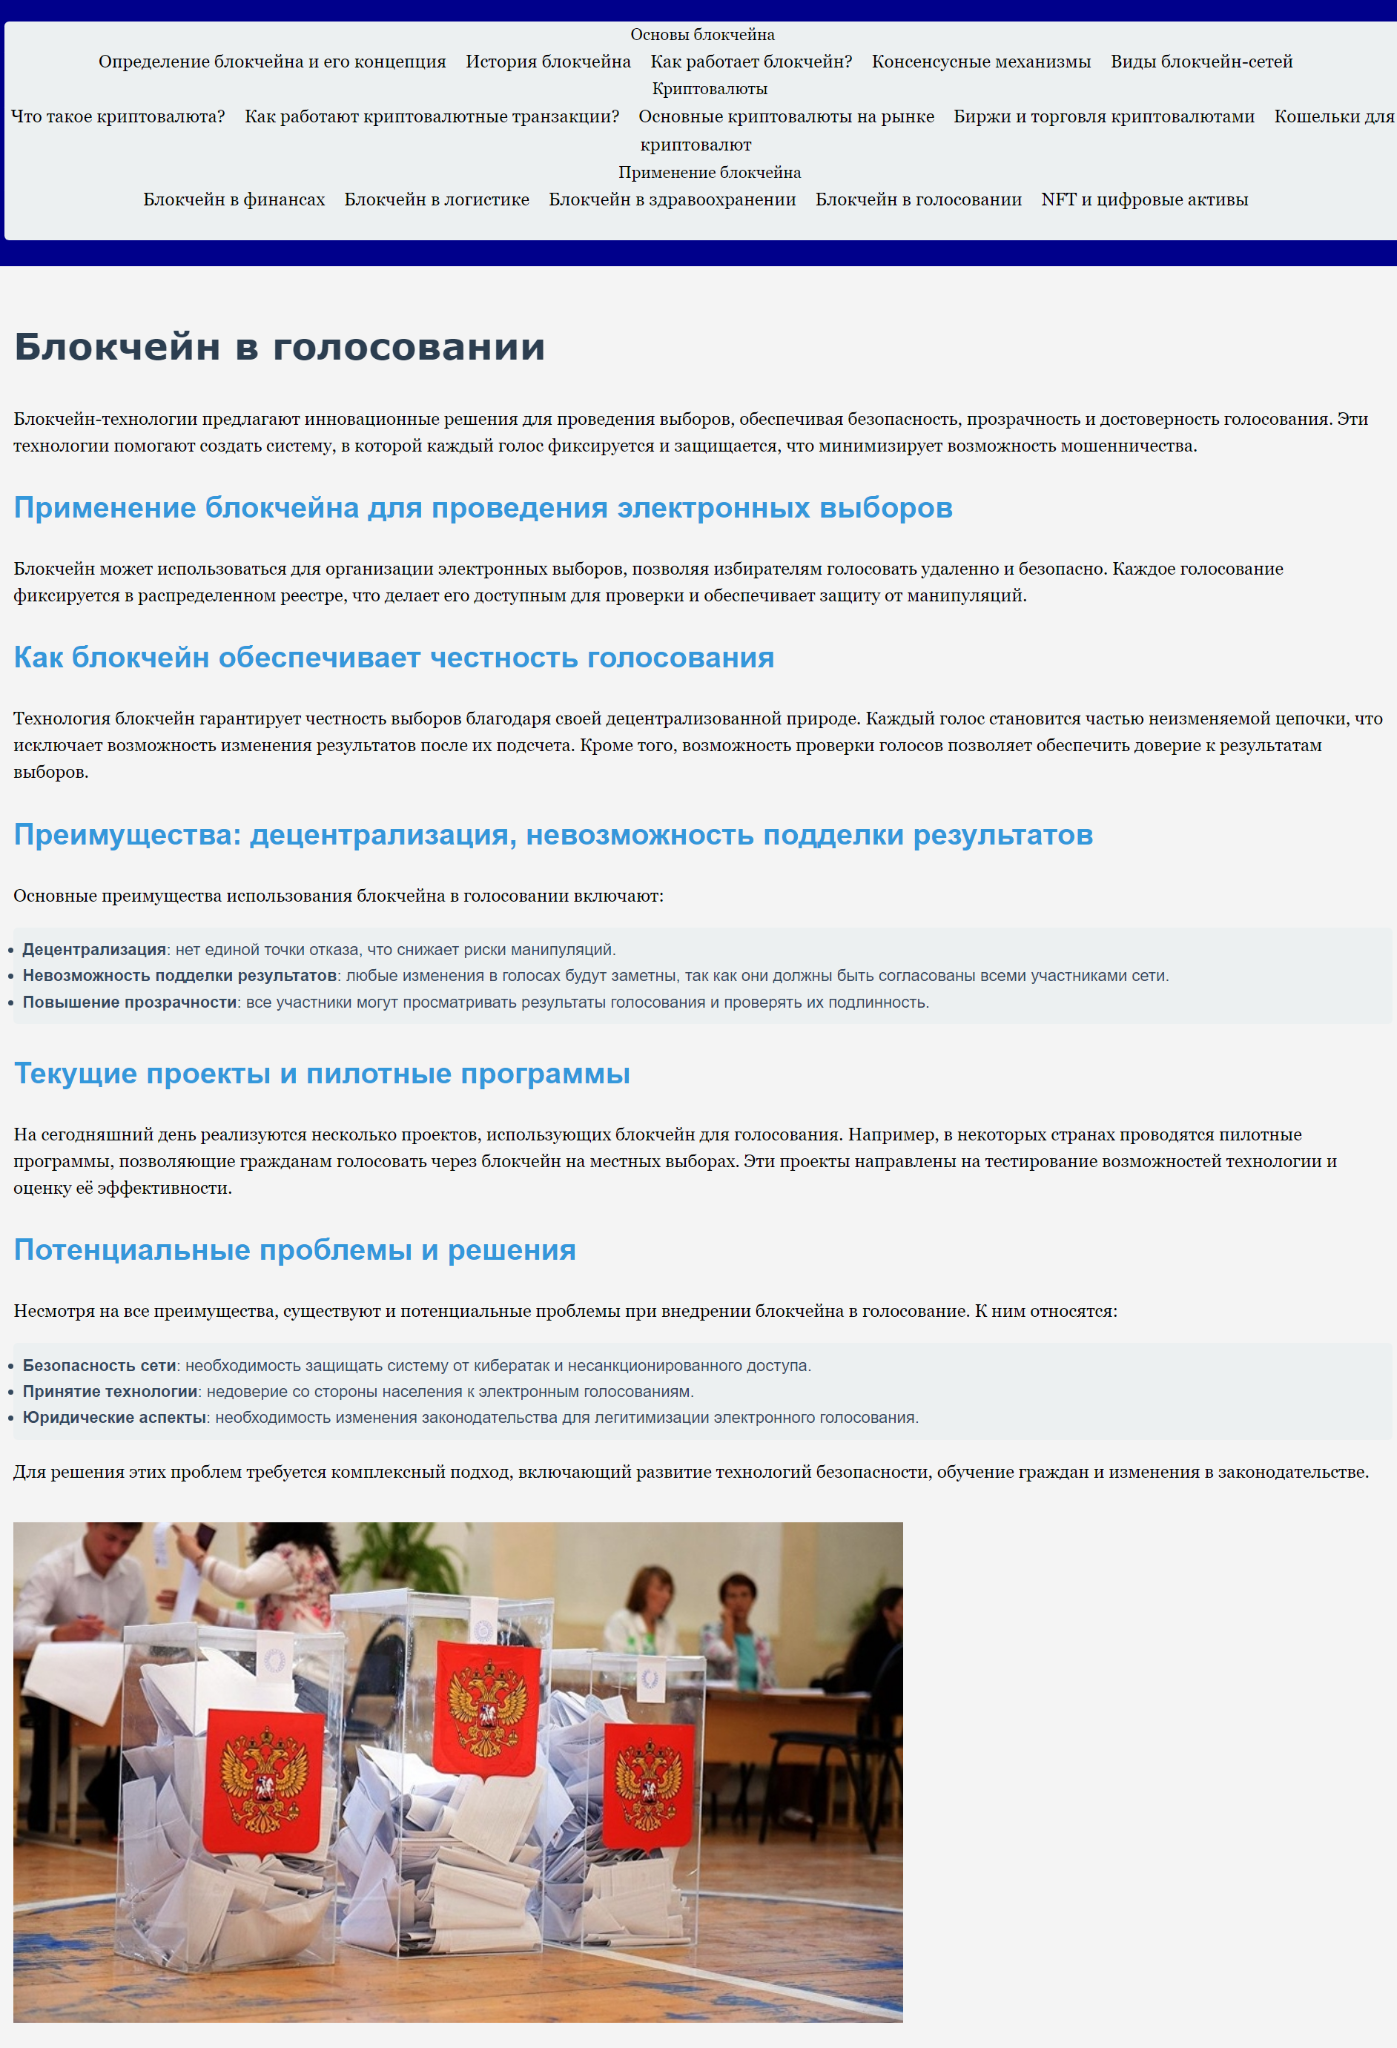 Основы блокчейна
Определение блокчейна и его концепция История блокчейна Как работает блокчейн? Консенсусные механизмы Виды блокчейн-сетей
Криптовалюты
Что такое криптовалюта? Как работают криптовалютные транзакции? Основные криптовалюты на рынке Биржи и торговля криптовалютами Кошельки для
криптовалют
Применение блокчейна
Блокчейн в финансах Блокчейн в логистике Блокчейн в здравоохранении Блокчейн в голосовании NFT и цифровые активы
Блокчейн в голосовании
Блокчейн-технологии предлагают инновационные решения для проведения выборов, обеспечивая безопасность, прозрачность и достоверность голосования. Эти
технологии помогают создать систему, в которой каждый голос фиксируется и защищается, что минимизирует возможность мошенничества.
Применение блокчейна для проведения электронных выборов
Блокчейн может использоваться для организации электронных выборов, позволяя избирателям голосовать удаленно и безопасно. Каждое голосование
фиксируется в распределенном реестре, что делает его доступным для проверки и обеспечивает защиту от манипуляций.
Как блокчейн обеспечивает честность голосования
Технология блокчейн гарантирует честность выборов благодаря своей децентрализованной природе. Каждый голос становится частью неизменяемой цепочки, что
исключает возможность изменения результатов после их подсчета. Кроме того, возможность проверки голосов позволяет обеспечить доверие к результатам
выборов.
Преимущества: децентрализация, невозможность подделки результатов
Основные преимущества использования блокчейна в голосовании включают:
• Децентрализация: нет единой точки отказа, что снижает риски манипуляций.
• Невозможность подделки результатов: любые изменения в голосах будут заметны, так как они должны быть согласованы всеми участниками сети.
• Повышение прозрачности: все участники могут просматривать результаты голосования и проверять их подлинность.
Текущие проекты и пилотные программы
На сегодняшний день реализуются несколько проектов, использующих блокчейн для голосования. Например, в некоторых странах проводятся пилотные
программы, позволяющие гражданам голосовать через блокчейн на местных выборах. Эти проекты направлены на тестирование возможностей технологии и
оценку её эффективности.
Потенциальные проблемы и решения
Несмотря на все преимущества, существуют и потенциальные проблемы при внедрении блокчейна в голосование. К ним относятся:
• Безопасность сети: необходимость защищать систему от кибератак и несанкционированного доступа.
• Принятие технологии: недоверие со стороны населения к электронным голосованиям.
• Юридические аспекты: необходимость изменения законодательства для легитимизации электронного голосования.
Для решения этих проблем требуется комплексный подход, включающий развитие технологий безопасности, обучение граждан и изменения в законодательстве.